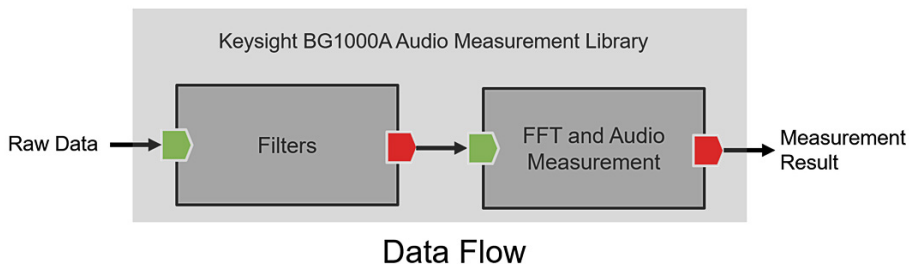 Keysight BG1000A Audio Measurement Library
Raw Data
Filters
FFT and Audio
Measurement
Measurement
Result
Data Flow